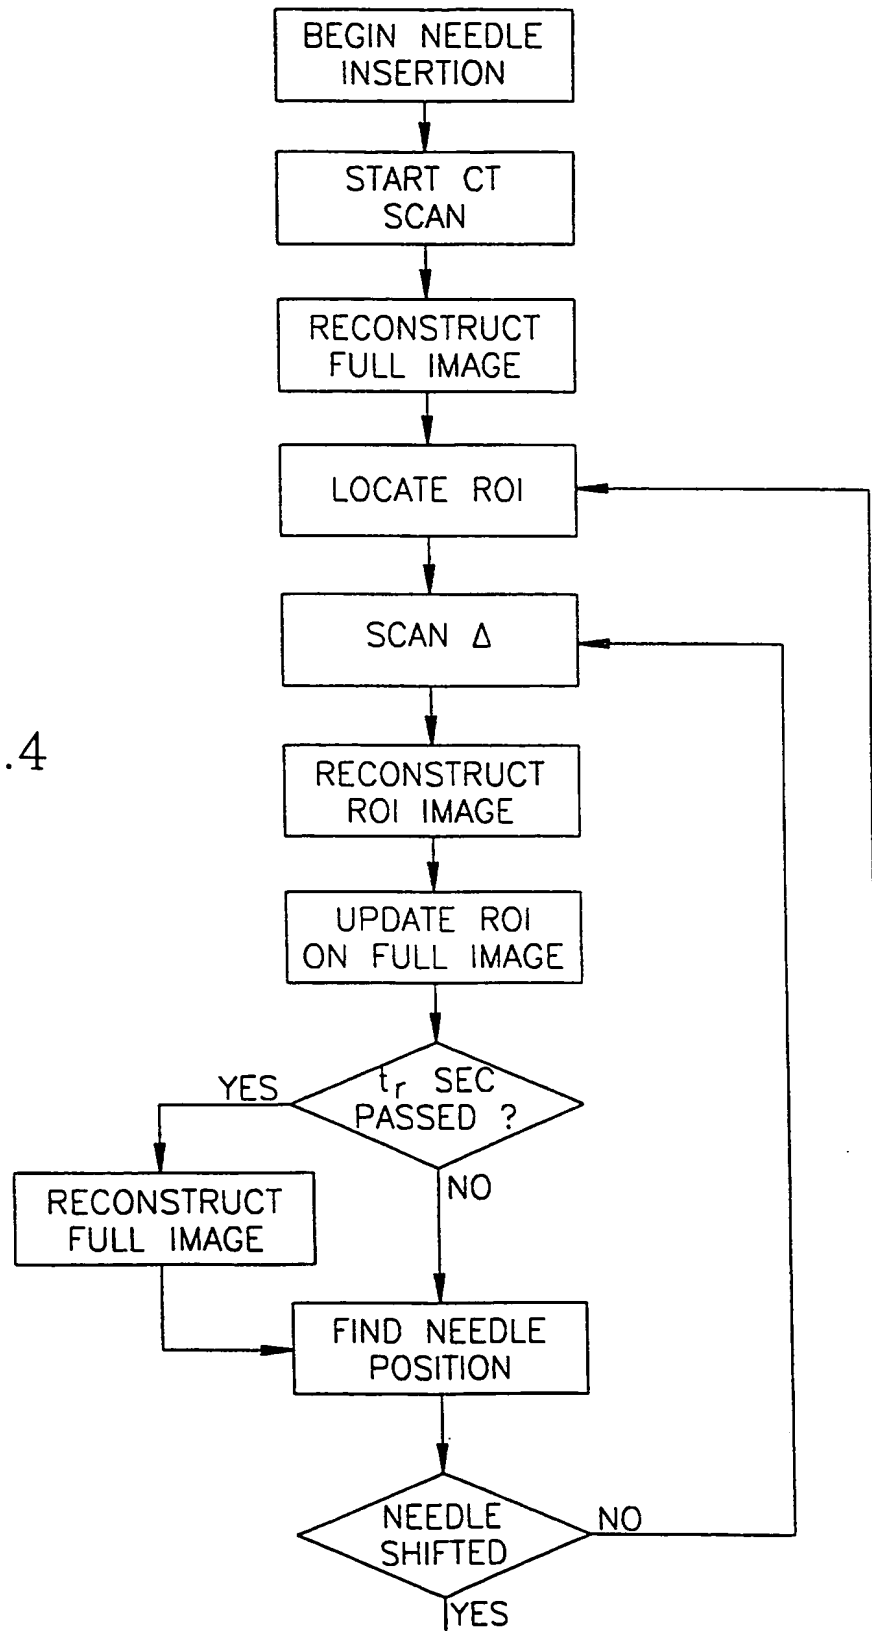 BEGIN NEEDLE
INSERTION
START CT
SCAN
RECONSTRUCT
FULL IMAGE
LOCATE ROI
SCAN Δ
.4
RECONSTRUCT
ROI IMAGE
UPDATE ROI
ON FULL IMAGE
YES
tr SEC
PASSED ?
NO
RECONSTRUCT
FULL IMAGE
FIND NEEDLE
POSITION
NEEDLE
SHIFTED
NO
YES